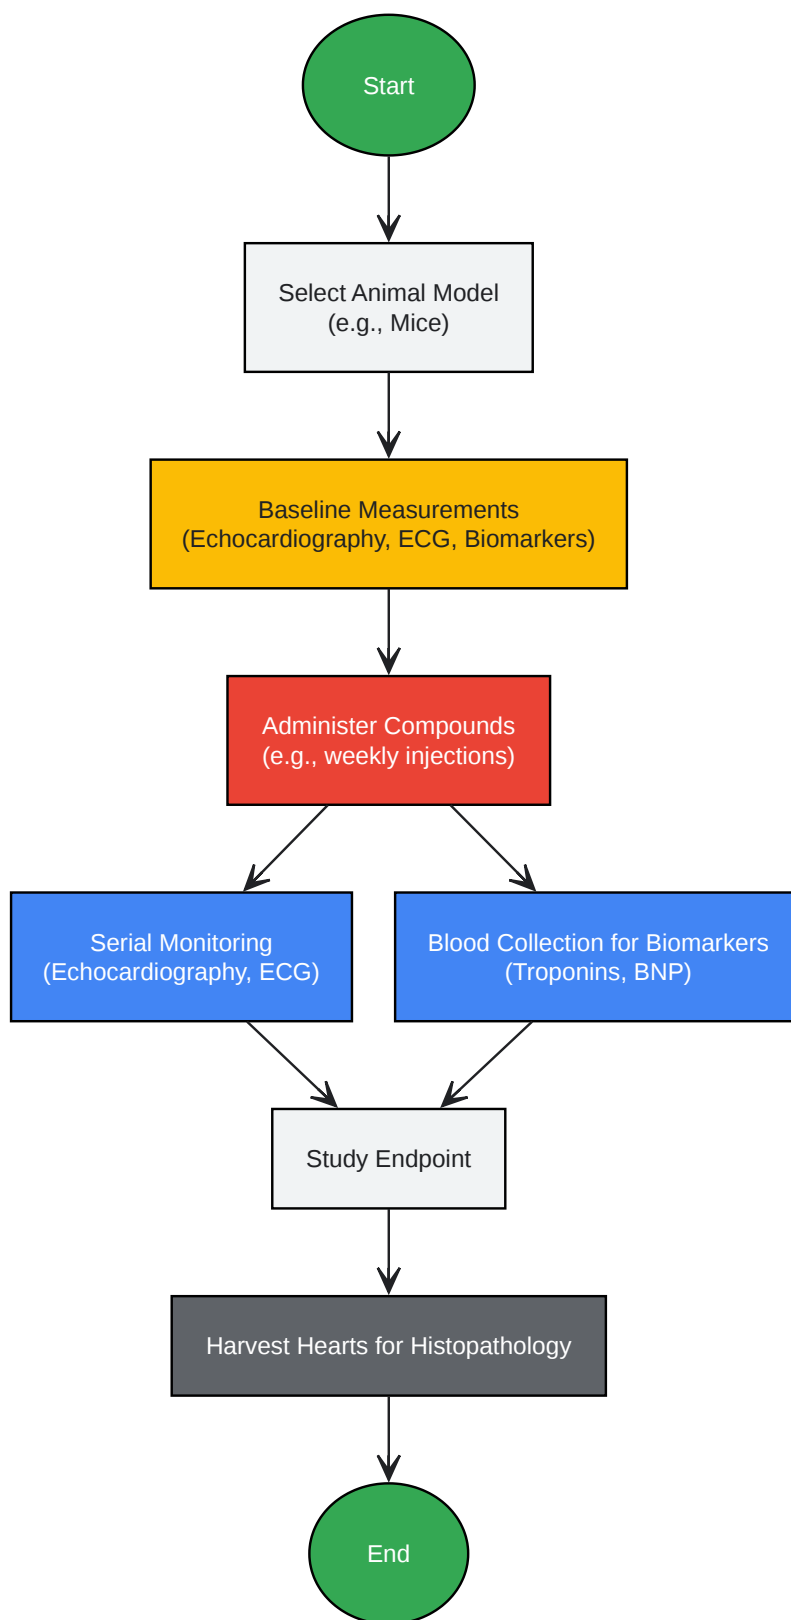 Start
Select Animal Model
(e.g., Mice)
Baseline Measurements
(Echocardiography, ECG, Biomarkers)
Administer Compounds
(e.g., weekly injections)
Serial Monitoring
(Echocardiography, ECG)
Blood Collection for Biomarkers
(Troponins, BNP)
Study Endpoint
Harvest Hearts for Histopathology
End